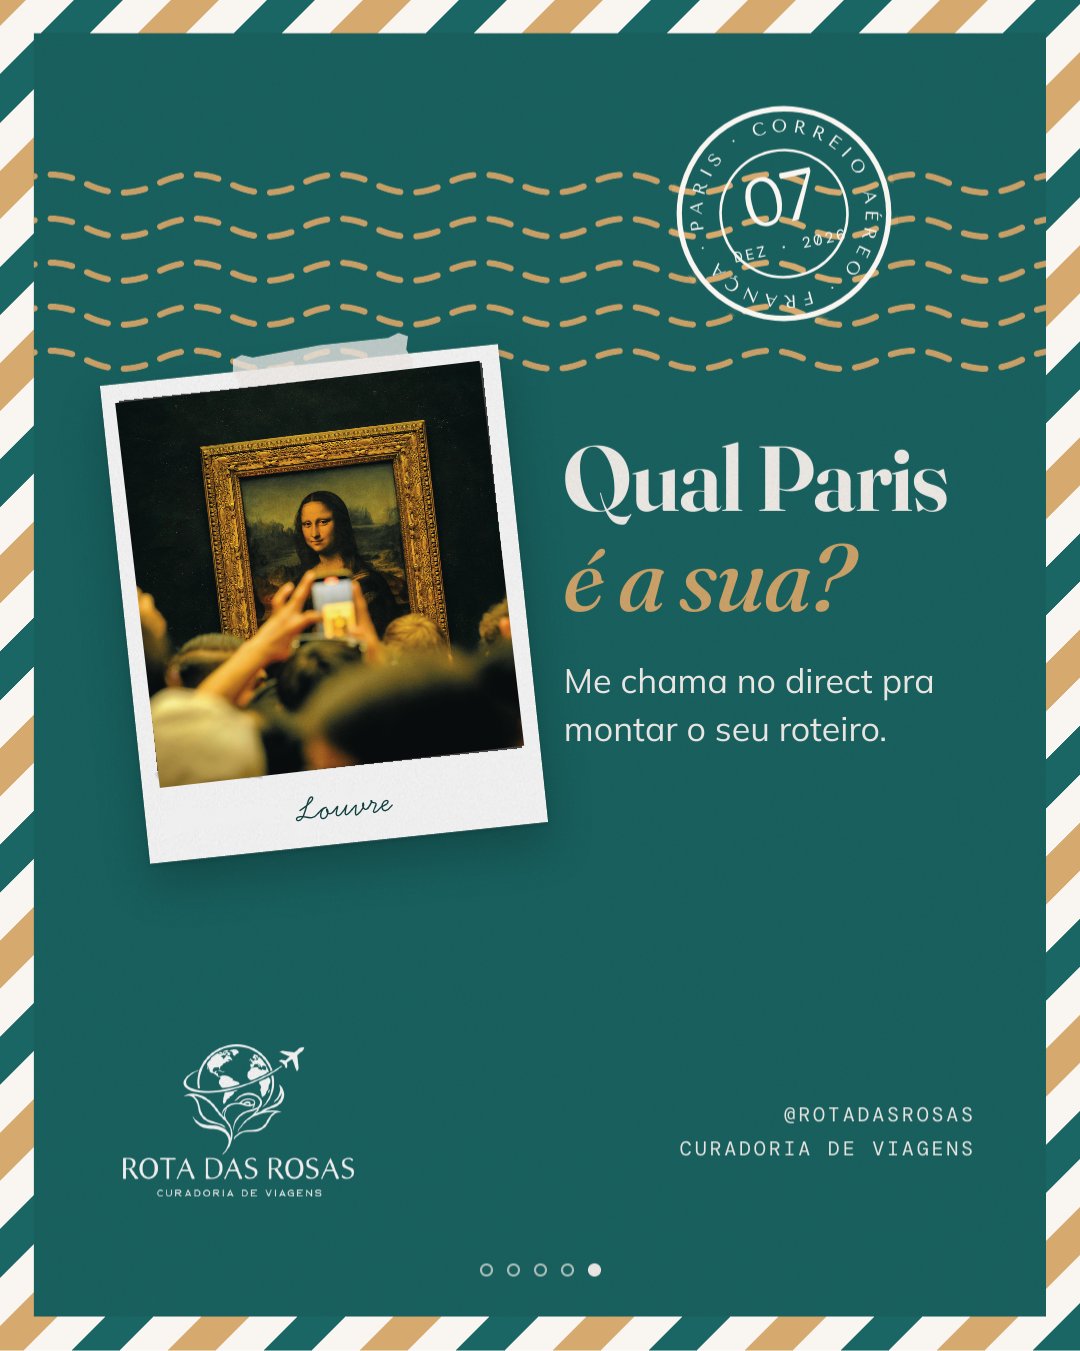 PARIS · CORREIO AÉREO · FRANÇA ·
07
DEZ · 2026
Qual Paris
é a sua?
Me chama no direct pra
montar o seu roteiro.
Louvre
ROTA DAS ROSAS
CURADORIA DE VIAGENS
@ROTADASROSAS
CURADORIA DE VIAGENS